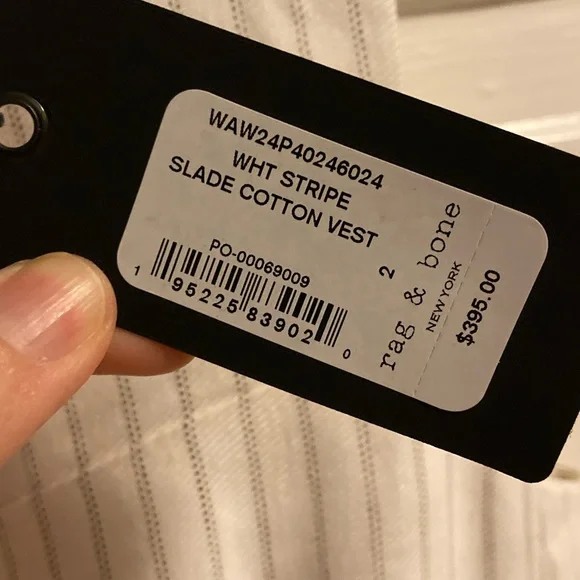 WAW24P40246024
WHT STRIPE
SLADE COTTON VEST
PO-00069009
2
1 95225 83902 0
rag & bone
NEW YORK
$395.00